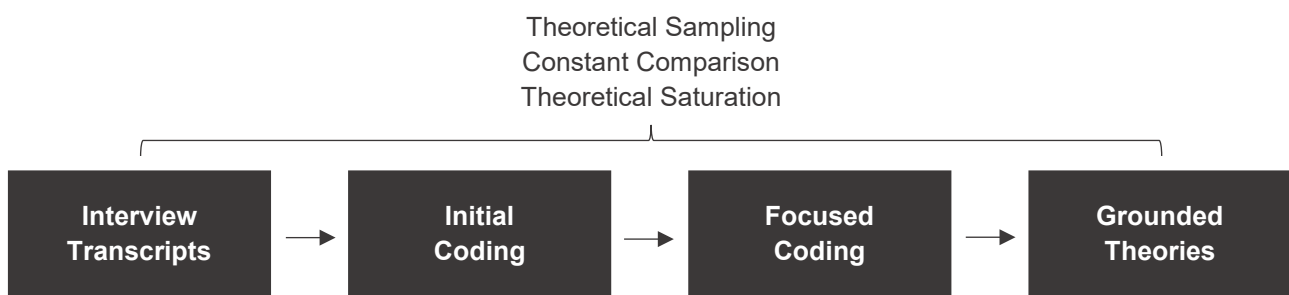 Theoretical Sampling
Constant Comparison
Theoretical Saturation
Interview
Transcripts
Initial
Coding
Focused
Coding
Grounded
Theories